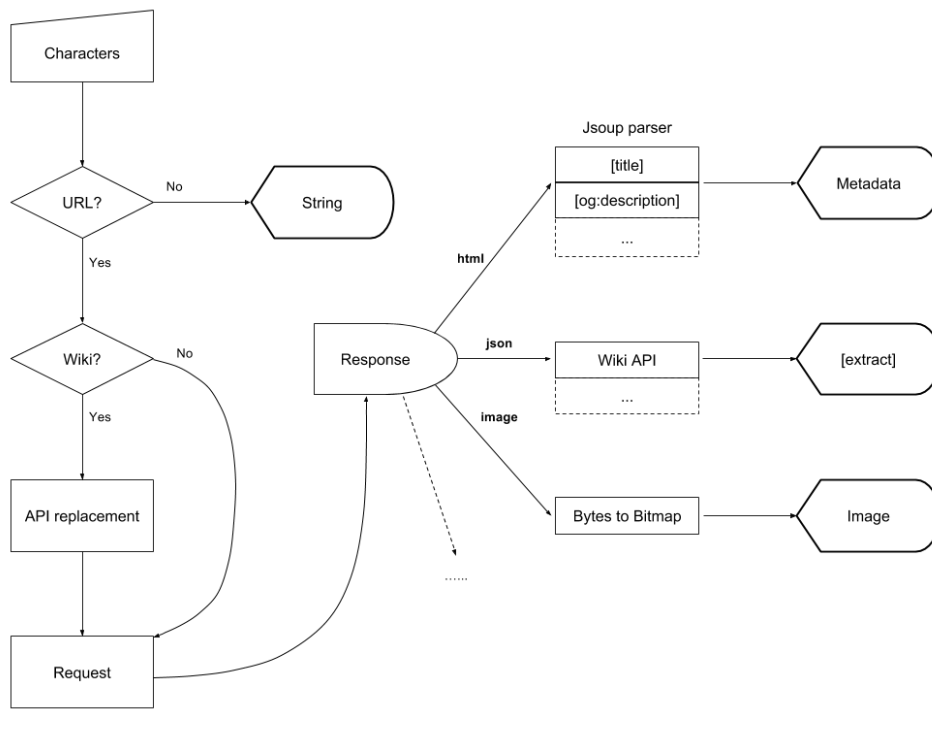 Characters
URL?
No
String
Yes
Wiki?
No
Yes
API replacement
Request
Response
html
json
image
......
Jsoup parser
[title]
[og:description]
...
Metadata
Wiki API
...
[extract]
Bytes to Bitmap
Image